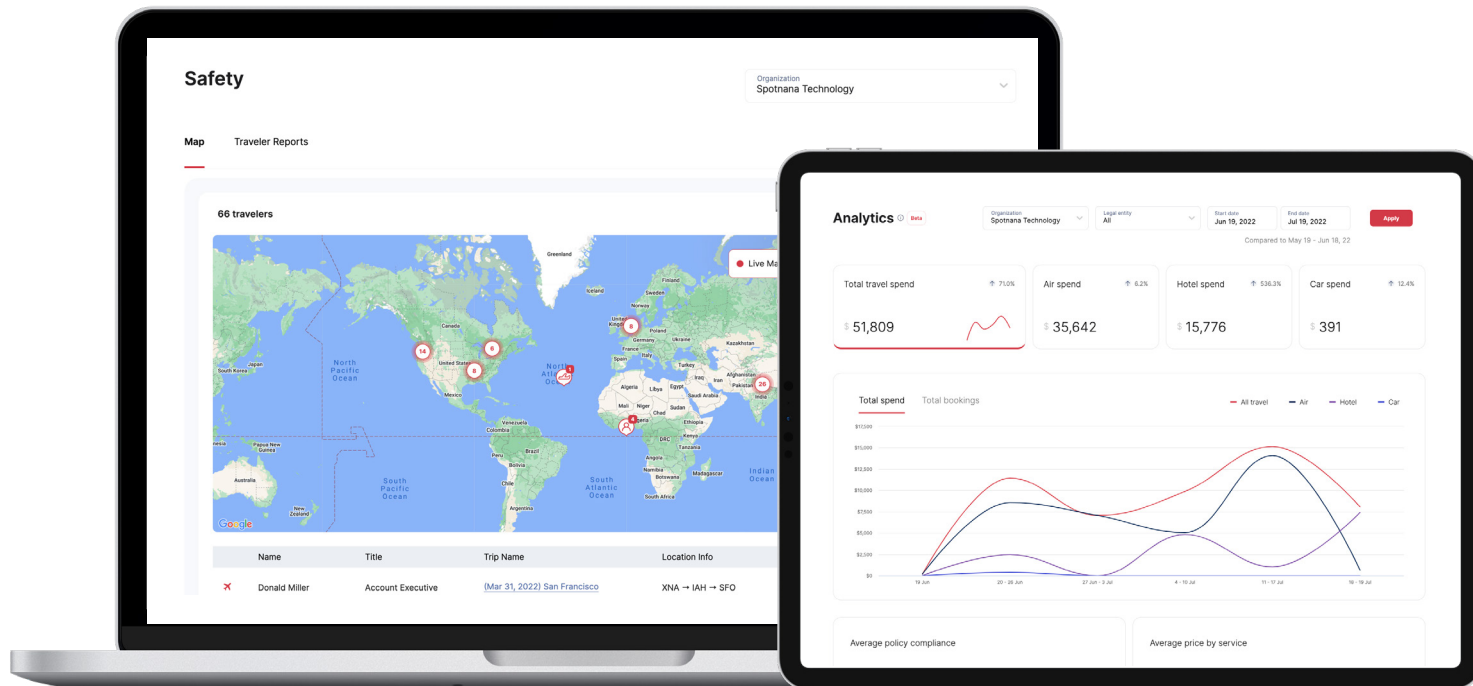 Safety
Organization
Spotnana Technology
Map Traveler Reports
66 travelers
Live Ma
Greenland
Iceland
Finland
Sweden
Norway
United
Kingd
8
Poland
Germany Ukraine
France
Italy
Spain
Turkey
Kazakhstan
Canada
14
6
United States
8
Mexico
North
Pacific
Ocean
Japan
South Korea
1
Iraq Iran
Afghanistan
Pakistan
26
India
Algeria Libya Egypt
Saudi Arabia
Mali Niger
Chad
Sudan
4
Ethiopia
DRC Kenya
Tanzania
Angola
Namibia
Botswana
Madagascar
South Africa
Venezuela
Colombia
Peru
Brazil
Bolivia
Chile
Argentina
Papua New
Guinea
Australia
New
Zealand
South
Pacific
Ocean
South
Atlantic
Ocean
Indian
Ocean
Google
Name Title Trip Name Location Info
Donald Miller Account Executive (Mar 31, 2022) San Francisco XNA → IAH → SFO
Analytics Beta
Organization
Spotnana Technology
Legal entity
All
Start date
Jun 19, 2022
End date
Jul 19, 2022
Apply
Compared to May 19 - Jun 18, 22
Total travel spend ↑ 71.0%
$ 51,809
Air spend ↑ 6.2%
$ 35,642
Hotel spend ↑ 536.3%
$ 15,776
Car spend ↑ 12.4%
$ 391
Total spend Total bookings
All travel Air Hotel Car
$17,500
$15,000
$12,500
$10,000
$7,500
$5,000
$2,500
$0
19 Jun 20 - 26 Jun 27 Jun - 3 Jul 4 - 10 Jul 11 - 17 Jul 18 - 19 Jul
Average policy compliance
Average price by service